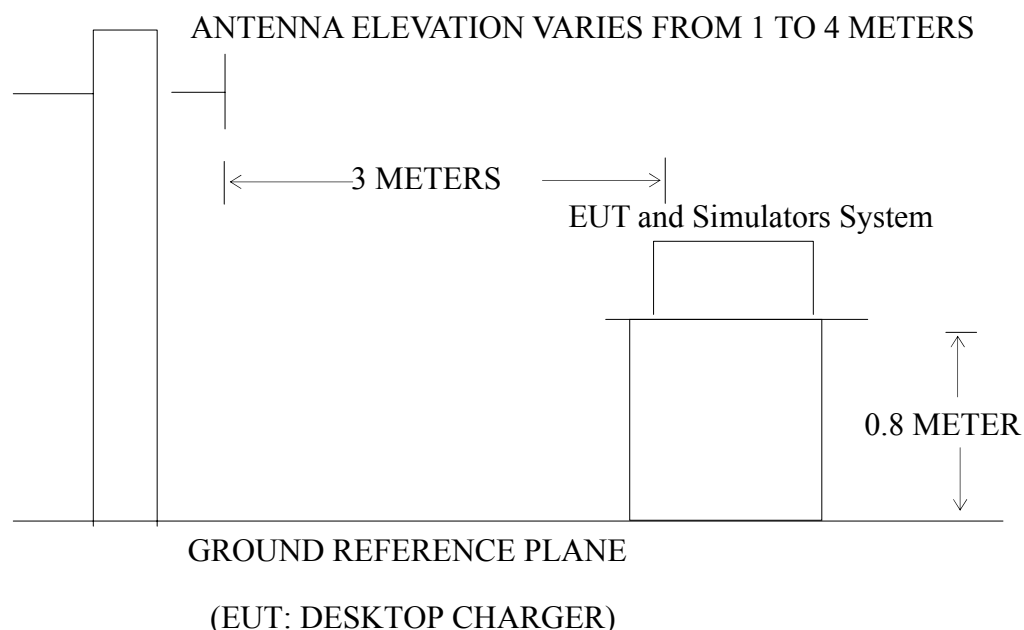 ANTENNA ELEVATION VARIES FROM 1 TO 4 METERS
3 METERS
EUT and Simulators System
0.8 METER
GROUND REFERENCE PLANE
(EUT: DESKTOP CHARGER)